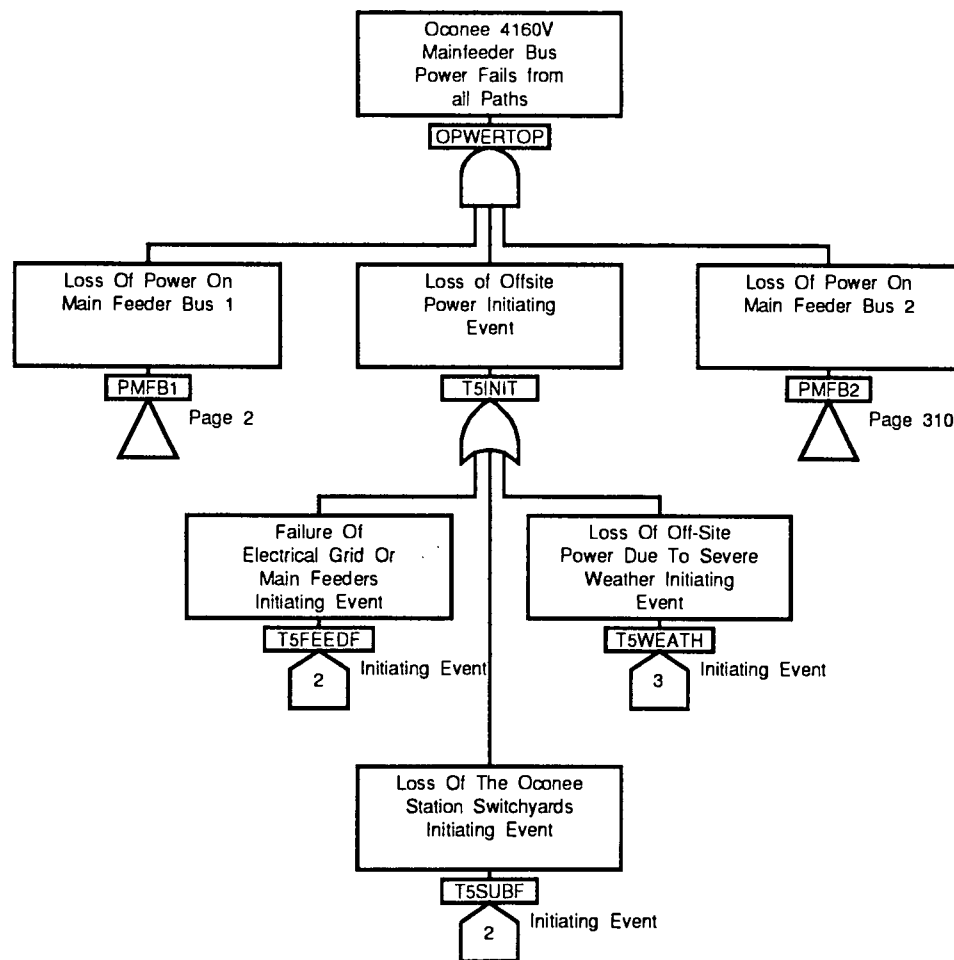 Oconee 4160V
Mainfeeder Bus
Power Fails from
all Paths
OPWERTOP
Loss Of Power On
Main Feeder Bus 1
PMFB1
Page 2
Loss of Offsite
Power Initiating
Event
T5INIT
Loss Of Power On
Main Feeder Bus 2
PMFB2
Page 310
Failure Of
Electrical Grid Or
Main Feeders
Initiating Event
T5FEEDF
Initiating Event
2
Loss Of Off-Site
Power Due To Severe
Weather Initiating
Event
T5WEATH
Initiating Event
3
Loss Of The Oconee
Station Switchyards
Initiating Event
T5SUBF
Initiating Event
2